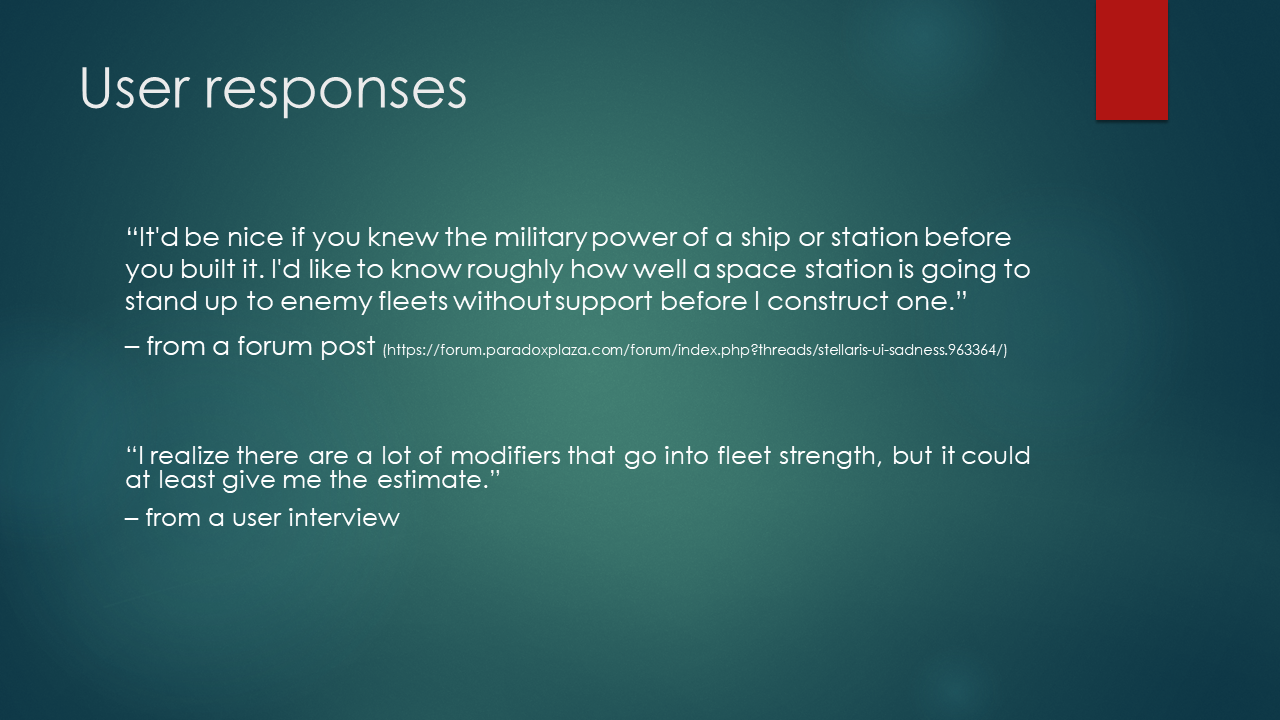 User responses
“It'd be nice if you knew the military power of a ship or station before
you built it. I'd like to know roughly how well a space station is going to
stand up to enemy fleets without support before I construct one.”
– from a forum post (https://forum.paradoxplaza.com/forum/index.php?threads/stellaris-ui-sadness.963364/)
“I realize there are a lot of modifiers that go into fleet strength, but it could
at least give me the estimate.”
– from a user interview